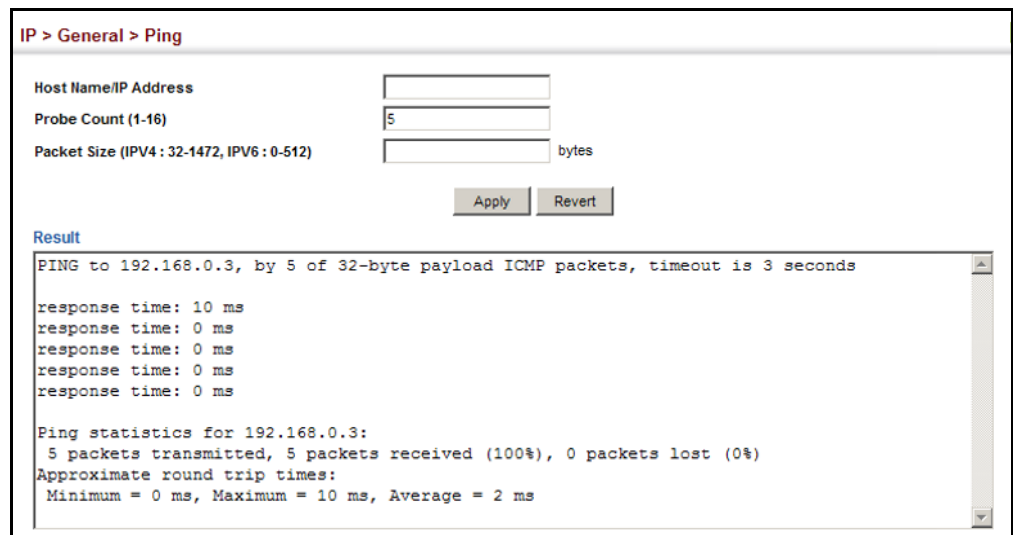 IP > General > Ping
Host Name/IP Address
Probe Count (1-16) 5
Packet Size (IPV4 : 32-1472, IPV6 : 0-512) bytes
Apply Revert
Result
PING to 192.168.0.3, by 5 of 32-byte payload ICMP packets, timeout is 3 seconds
response time: 10 ms
response time: 0 ms
response time: 0 ms
response time: 0 ms
response time: 0 ms
Ping statistics for 192.168.0.3:
5 packets transmitted, 5 packets received (100%), 0 packets lost (0%)
Approximate round trip times:
Minimum = 0 ms, Maximum = 10 ms, Average = 2 ms